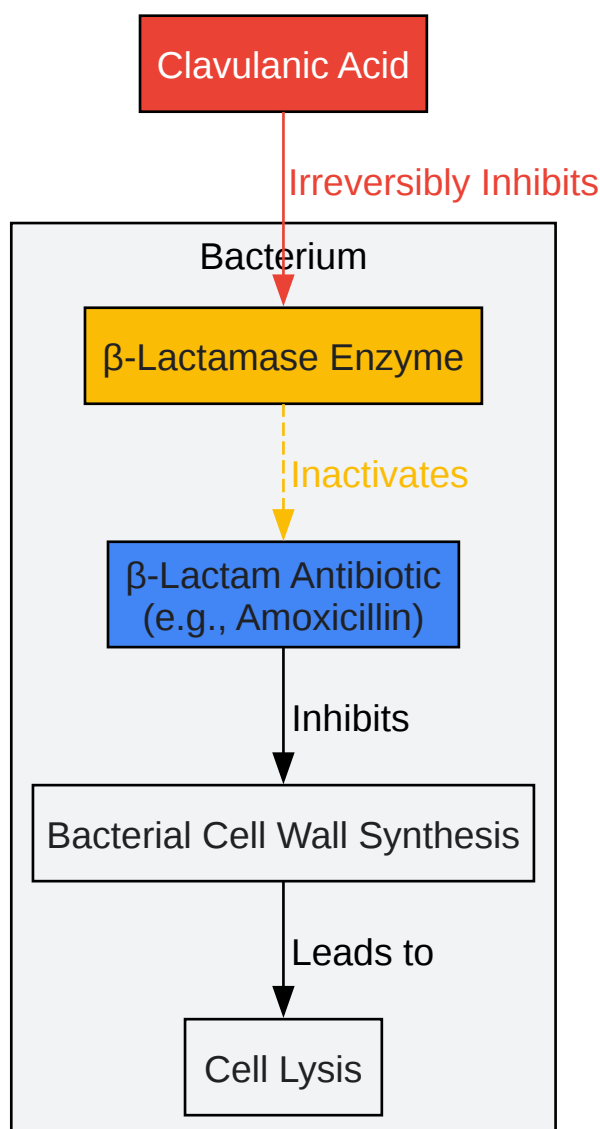 Clavulanic Acid
Irreversibly Inhibits
Bacterium
β-Lactamase Enzyme
Inactivates
β-Lactam Antibiotic
(e.g., Amoxicillin)
Inhibits
Bacterial Cell Wall Synthesis
Leads to
Cell Lysis